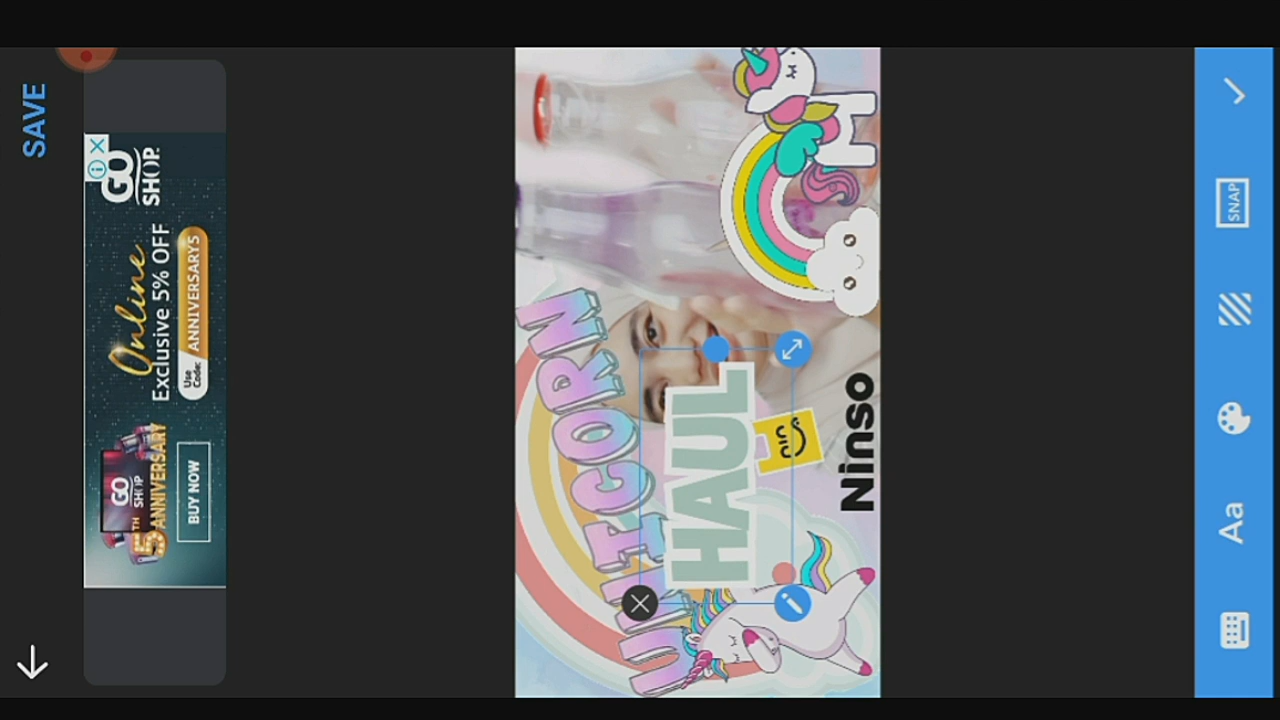 SAVE
GO
SHOP
Online
Exclusive 5% OFF
Use
Code:
ANNIVERSARY5
GO
SHOP
5TH
ANNIVERSARY
BUY NOW
UNICORN
HAUL
Ninso
SNAP
Aa